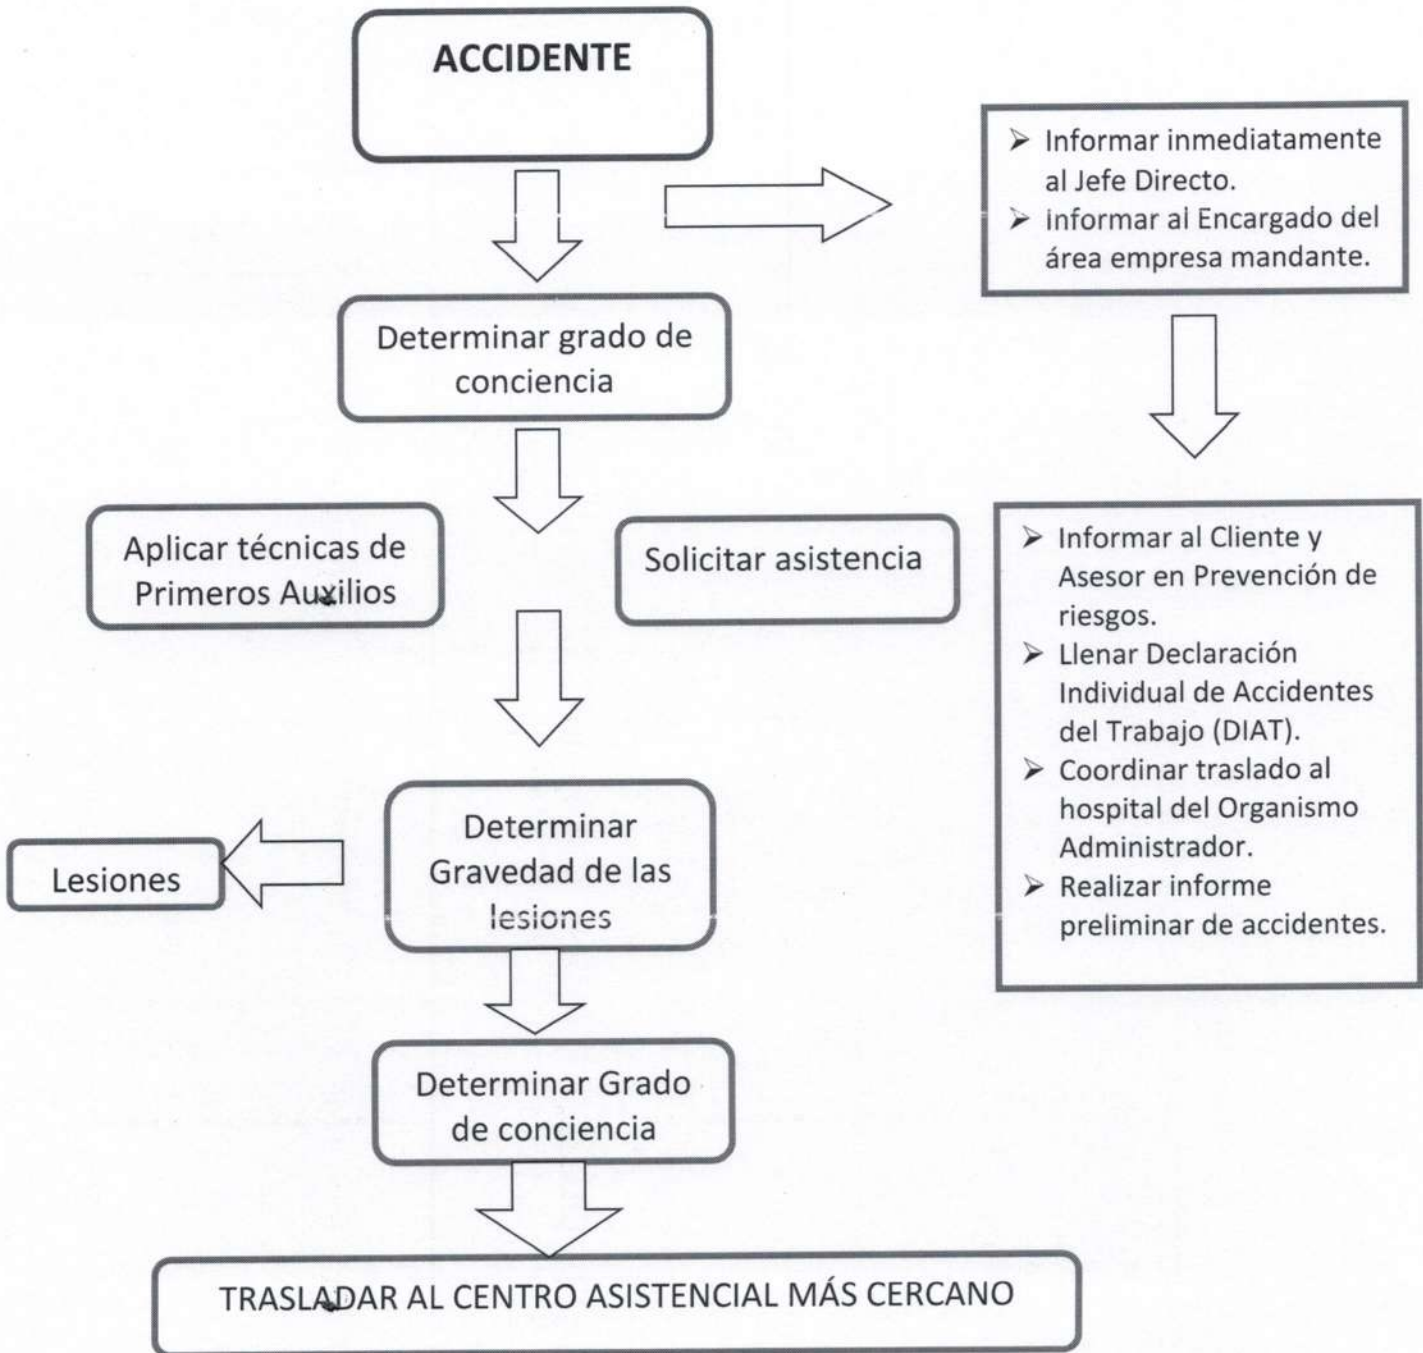 ACCIDENTE
➢ Informar inmediatamente
al Jefe Directo.
➢ Informar al Encargado del
área empresa mandante.
Determinar grado de
conciencia
Aplicar técnicas de
Primeros Auxilios
Solicitar asistencia
➢ Informar al Cliente y
Asesor en Prevención de
riesgos.
➢ Llenar Declaración
Individual de Accidentes
del Trabajo (DIAT).
➢ Coordinar traslado al
hospital del Organismo
Administrador.
➢ Realizar informe
preliminar de accidentes.
Determinar
Gravedad de las
lesiones
Lesiones
Determinar Grado
de conciencia
TRASLADAR AL CENTRO ASISTENCIAL MÁS CERCANO